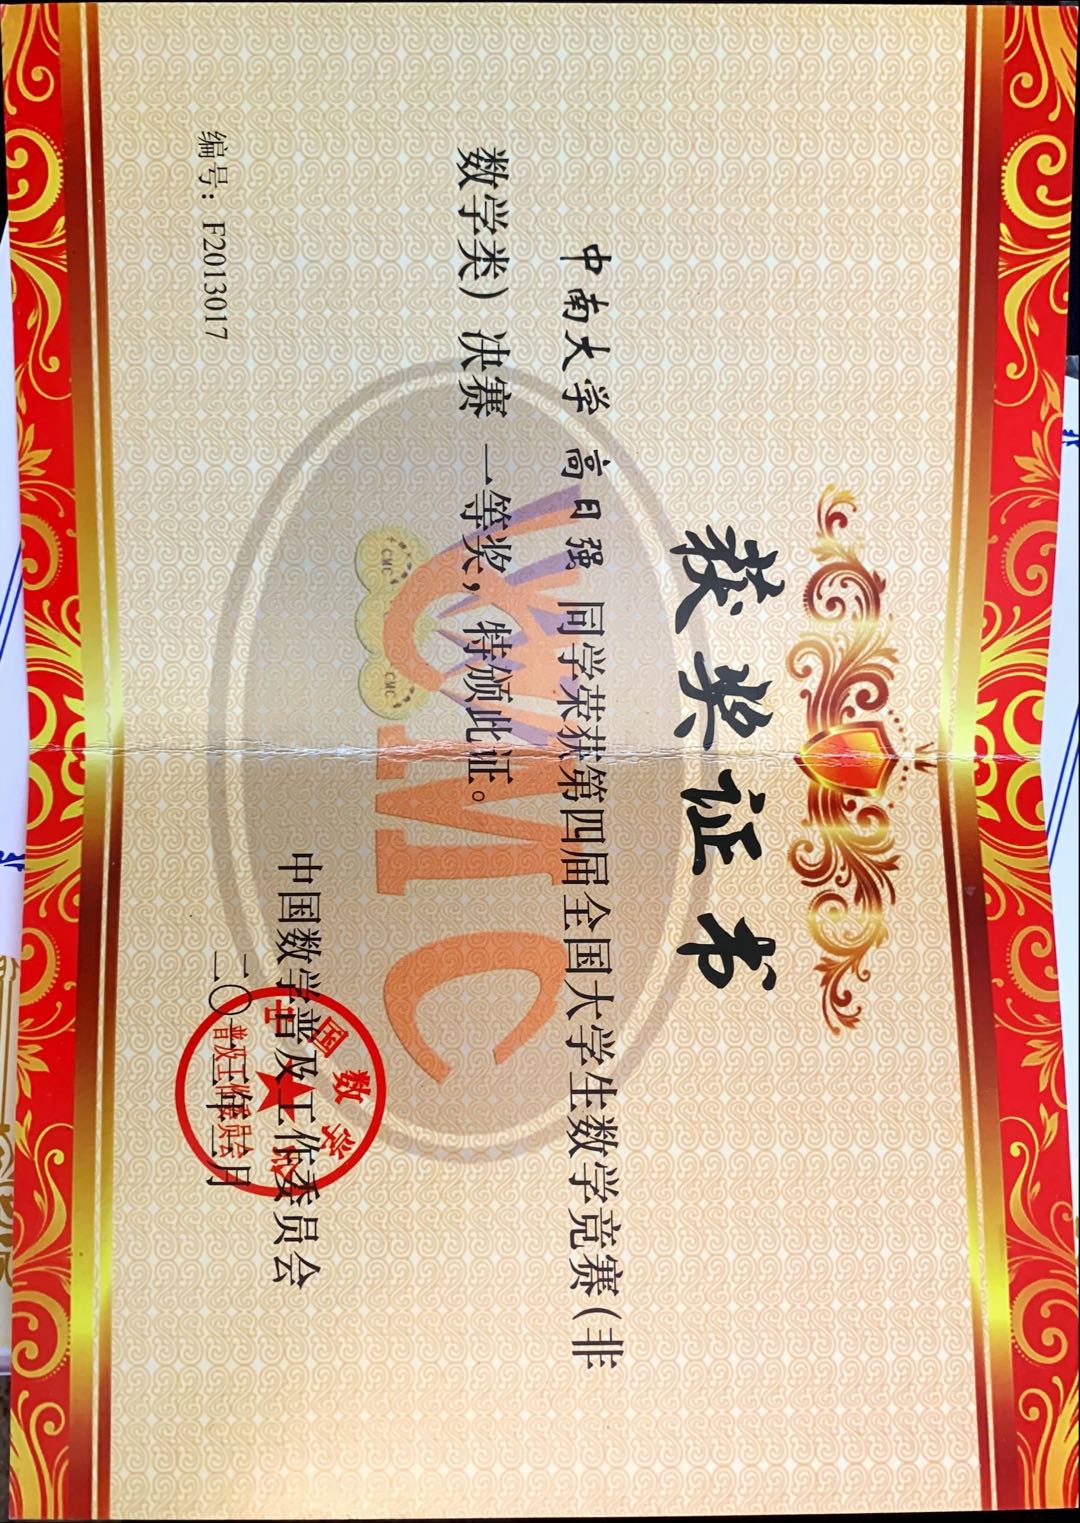 获奖证书
中南大学 高日强 同学荣获第四届全国大学生数学竞赛(非
数学类)决赛 一等奖,特颁此证。
中国数学普及工作委员会
二〇一三年三月
中国数学会
普及工作委员会
编号:F2013017
CMC
CMC
CMC